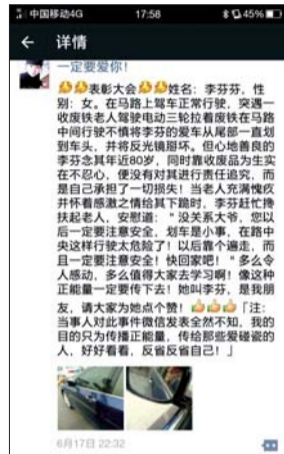 中国移动4G 17:58 45%
详情
一定要爱你！
表彰大会 姓名：李芬芬，性
别：女。在马路上驾车正常行驶，突遇一
收废铁老人驾驶电动三轮拉着废铁在马路
中间行驶不慎将李芬的爱车从尾部一直划
到车头，并将反光镜掰坏。但心地善良的
李芬念其年近80岁，同时靠收废品为生实
在不忍心，便没有对其进行责任追究，而
是自己承担了一切损失！当老人充满愧疚
并怀着感激之情给其下跪时，李芬赶忙搀
扶起老人，安慰道：“没关系大爷，您以
后一定要注意安全，划车是小事，在路中
央这样行驶太危险了！以后靠个遍走，而
且一定要注意安全！快回家吧！“多么令
人感动，多么值得大家去学习啊！像这种
正能量一定要传下去！她叫李芬，是我朋
友，请大家为她点个赞！「注：
当事人对此事件微信发表全然不知，我的
目的只为传播正能量，传给那些爱碰瓷的
人，好好看看，反省反省自己！」
6月17日 22:32